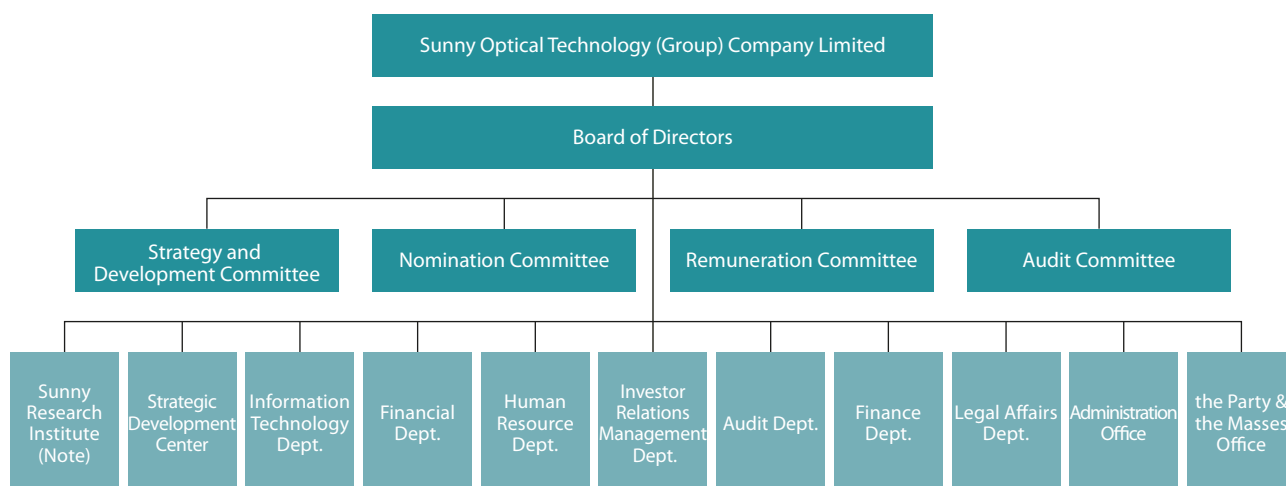 Sunny Optical Technology (Group) Company Limited
Board of Directors
Strategy and
Development Committee
Nomination Committee
Remuneration Committee
Audit Committee
Sunny
Research
Institute
(Note)
Strategic
Development
Center
Information
Technology
Dept.
Financial
Dept.
Human
Resource Dept.
Investor
Relations
Management
Dept.
Audit Dept.
Finance
Dept.
Legal Affairs
Dept.
Administration
Office
the Party &
the Masses
Office